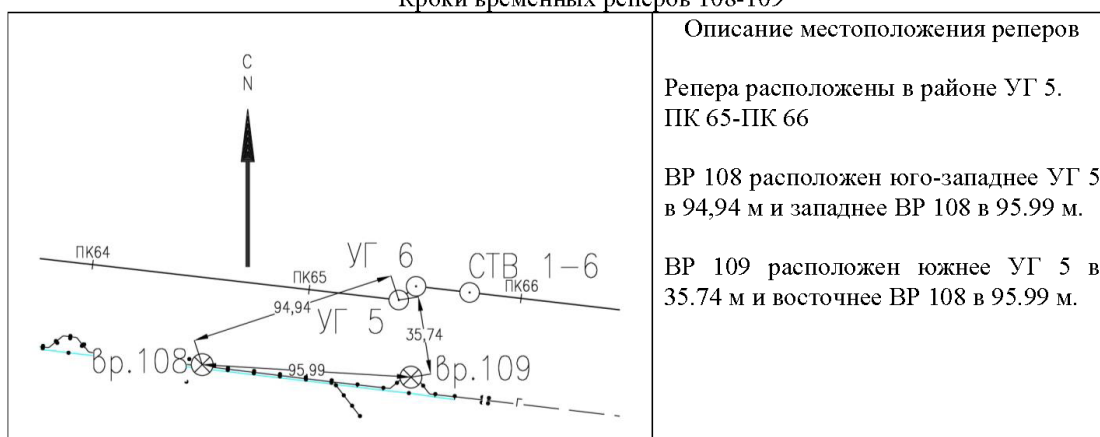 Кроки временных реперов 108-109
Описание местоположения реперов
Репера расположены в районе УГ 5.
ПК 65-ПК 66
ВР 108 расположен юго-западнее УГ 5
в 94,94 м и западнее ВР 108 в 95.99 м.
ВР 109 расположен южнее УГ 5 в
35.74 м и восточнее ВР 108 в 95.99 м.
С
N
ПК64
ПК65
УГ 6
СТВ 1-6
ПК66
94,94
УГ 5
35,74
вр.108
95,99
вр.109
г